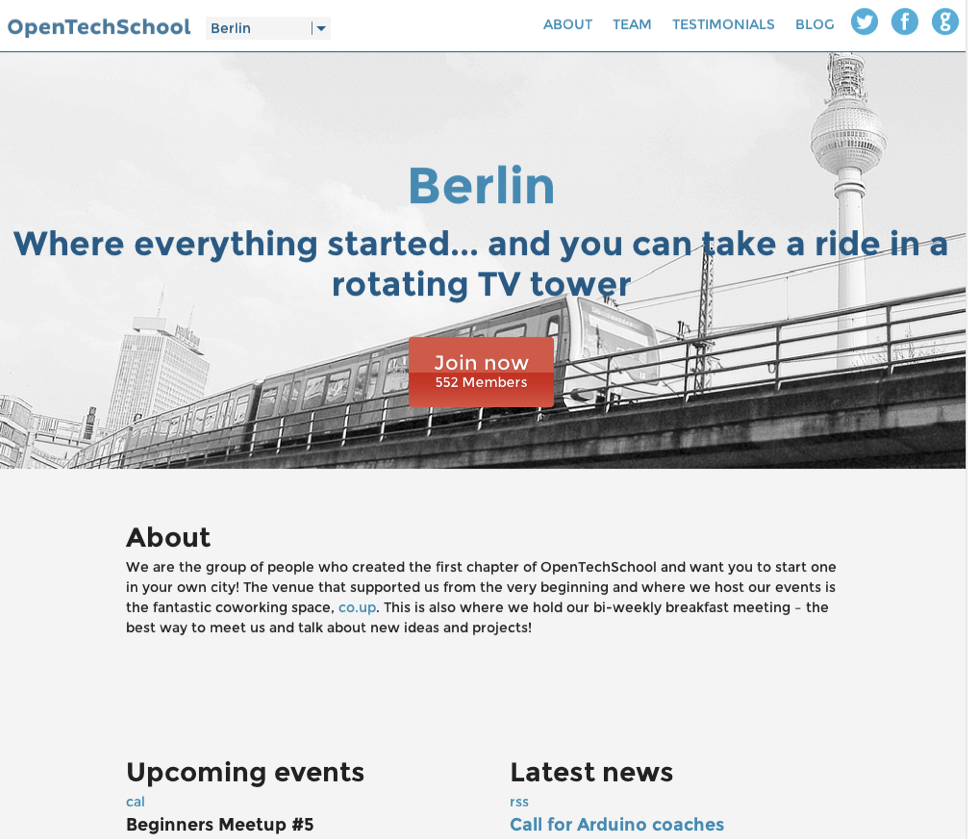 OpenTechSchool
Berlin
ABOUT TEAM TESTIMONIALS BLOG
Berlin
Where everything started... and you can take a ride in a
rotating TV tower
Join now
552 Members
About
We are the group of people who created the first chapter of OpenTechSchool and want you to start one
in your own city! The venue that supported us from the very beginning and where we host our events is
the fantastic coworking space, co.up. This is also where we hold our bi-weekly breakfast meeting – the
best way to meet us and talk about new ideas and projects!
Upcoming events
cal
Beginners Meetup #5
Latest news
rss
Call for Arduino coaches